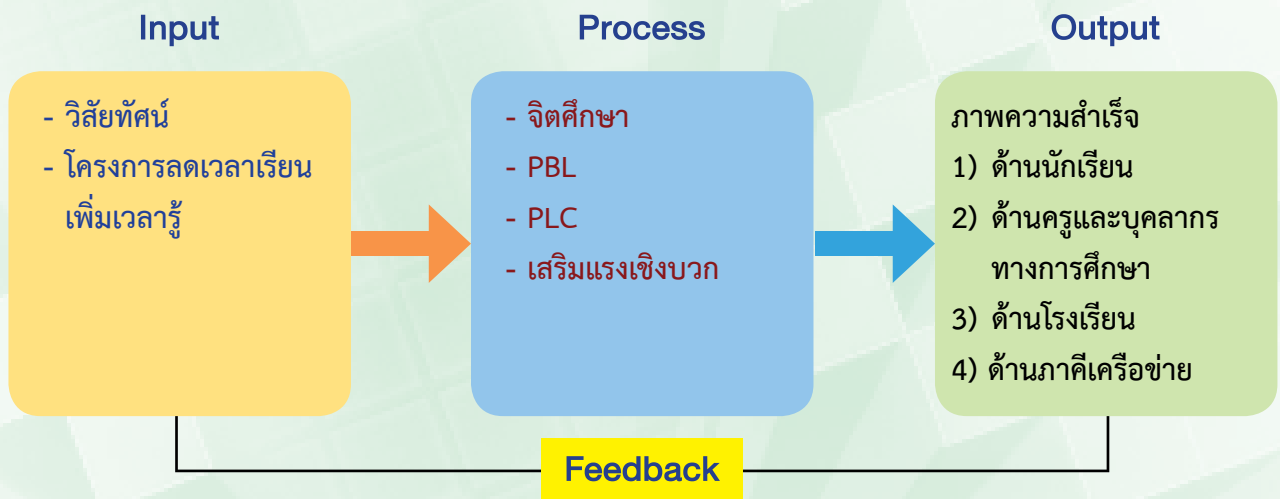 Input
- วิสัยทัศน์
- โครงการลดเวลาเรียน
เพิ่มเวลารู้
Process
- จิตศึกษา
- PBL
- PLC
- เสริมแรงเชิงบวก
Output
ภาพความสำเร็จ
1) ด้านนักเรียน
2) ด้านครูและบุคลากร
ทางการศึกษา
3) ด้านโรงเรียน
4) ด้านภาคีเครือข่าย
Feedback